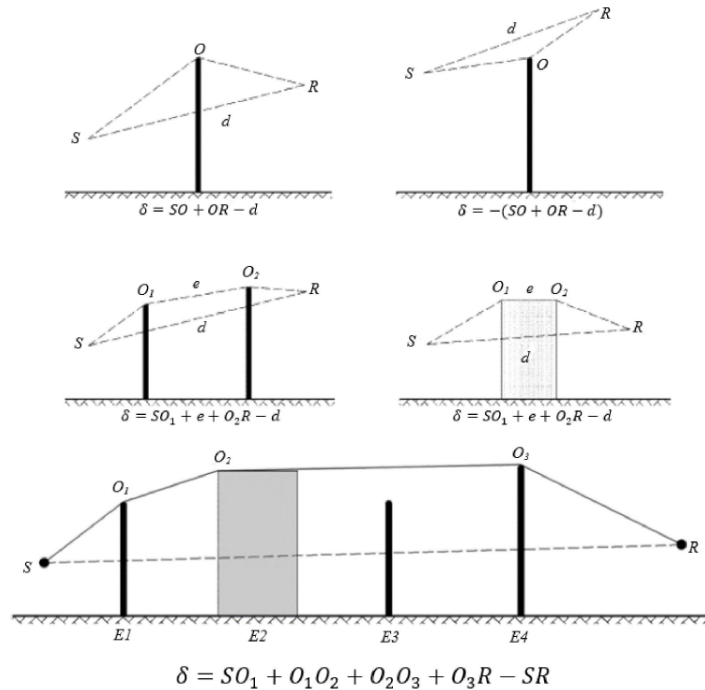 O
S
R
d
δ = SO + OR − d
R
d
S
O
δ = −(SO + OR − d)
O₁
e
O₂
R
d
S
δ = SO₁ + e + O₂R − d
O₁
e
O₂
S
R
d
δ = SO₁ + e + O₂R − d
O₁
O₂
O₃
S
R
E1
E2
E3
E4
δ = SO₁ + O₁O₂ + O₂O₃ + O₃R − SR